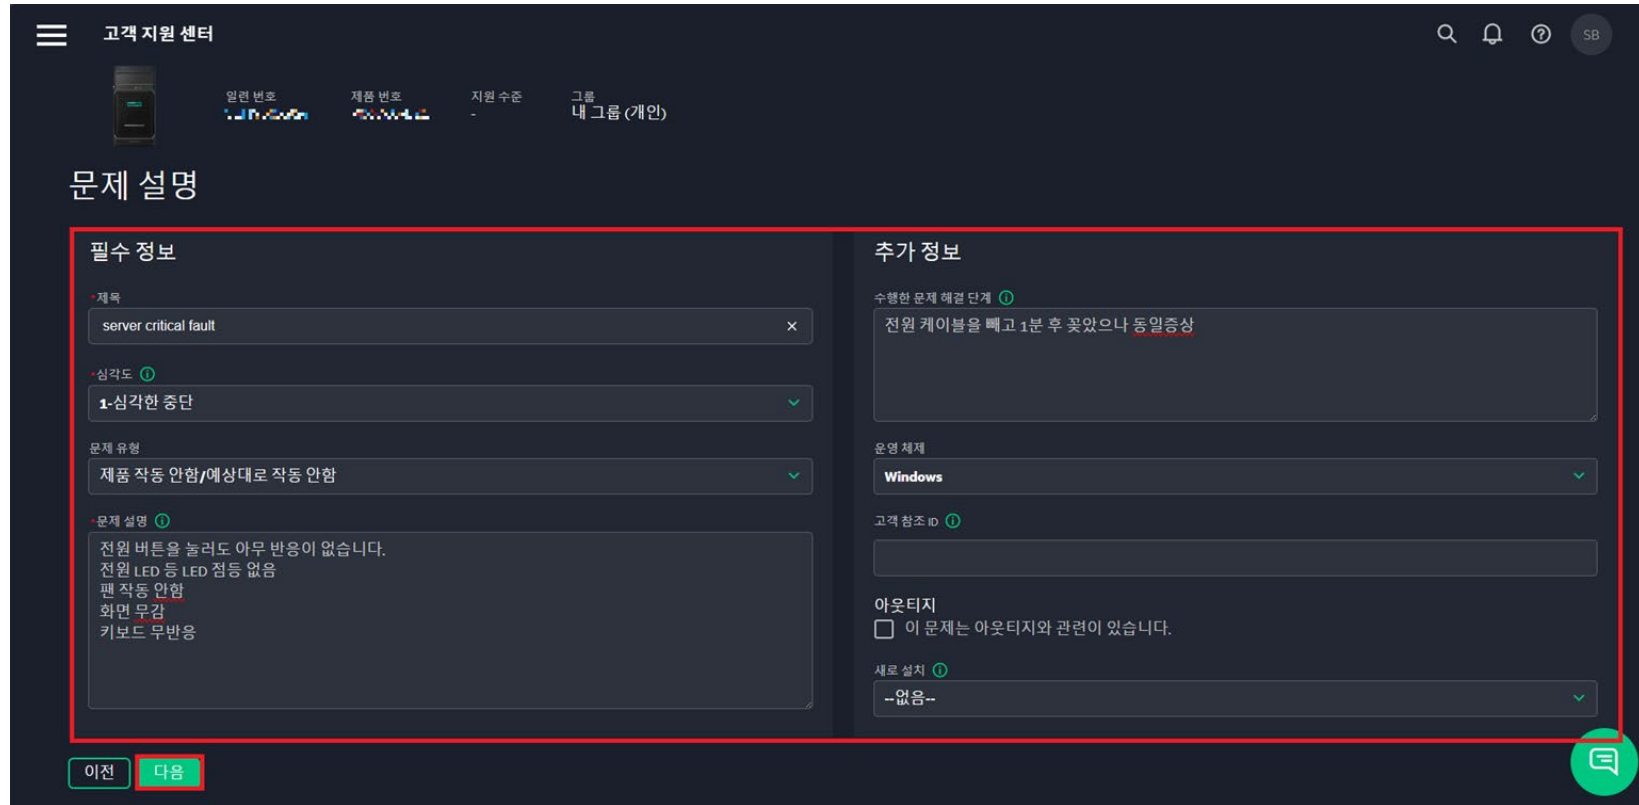 고객 지원 센터
SB
일련 번호
제품 번호
지원 수준
-
그룹
내 그룹 (개인)
문제 설명
필수 정보
*제목
server critical fault
*심각도
1-심각한 중단
문제 유형
제품 작동 안함/예상대로 작동 안함
*문제 설명
전원 버튼을 눌러도 아무 반응이 없습니다.
전원 LED 등 LED 점등 없음
팬 작동 안함
화면 무감
키보드 무반응
추가 정보
수행한 문제 해결 단계
전원 케이블을 빼고 1분 후 꽂았으나 동일증상
운영 체제
Windows
고객 참조 ID
아웃티지
이 문제는 아웃티지와 관련이 있습니다.
새로 설치
--없음--
이전
다음